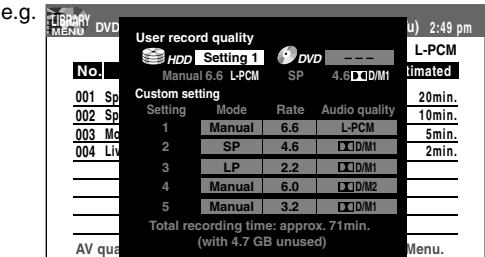 e.g.
LIBRARY
MENU DVD u) 2:49 pm
User record quality
HDD Setting 1 DVD – – –
L-PCM
Manual 6.6 L-PCM SP 4.6 D/M1
No. timated
Custom setting
Setting Mode Rate Audio quality
001 Sp 20min.
1 Manual 6.6 L-PCM
002 Sp 10min.
2 SP 4.6 D/M1
003 Mo 5min.
3 LP 2.2 D/M1
004 Liv 2min.
4 Manual 6.0 D/M2
5 Manual 3.2 D/M1
Total recording time: approx. 71min.
(with 4.7 GB unused)
AV qua Menu.